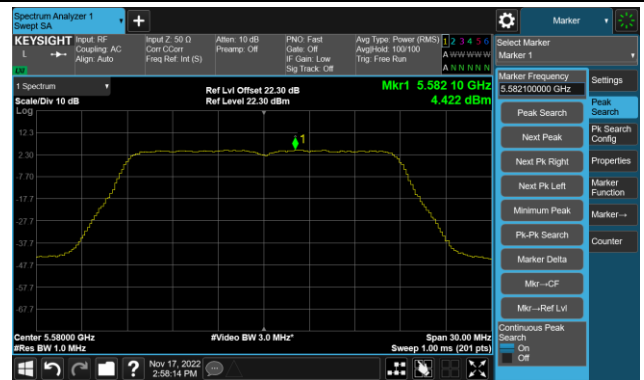 Spectrum Analyzer 1
Swept SA
+
Marker
KEYSIGHT
L
LW
Input: RF
Coupling: AC
Align: Auto
Input Z: 50 Ω
Corr CCorr
Freq Ref: Int (S)
Atten: 10 dB
Preamp: Off
PNO: Fast
Gate: Off
IF Gain: Low
Sig Track: Off
Avg Type: Power (RMS)
Avg|Hold: 100/100
Trig: Free Run
1 2 3 4 5 6
A W W W W W
A N N N N N
Select Marker
Marker 1
1 Spectrum
Scale/Div 10 dB
Log
Ref Lvl Offset 22.30 dB
Ref Level 22.30 dBm
Mkr1 5.582 10 GHz
4.422 dBm
12.3
2.30
-7.70
-17.7
-27.7
-37.7
-47.7
-57.7
-67.7
1
Center 5.58000 GHz
#Res BW 1.0 MHz
#Video BW 3.0 MHz*
Span 30.00 MHz
Sweep 1.00 ms (201 pts)
Marker Frequency
5.582100000 GHz
Peak Search
Next Peak
Next Pk Right
Next Pk Left
Minimum Peak
Pk-Pk Search
Marker Delta
Mkr→CF
Mkr→Ref Lvl
Continuous Peak
Search
On
Off
Settings
Peak
Search
Pk Search
Config
Properties
Marker
Function
Marker→
Counter
?
Nov 17, 2022
2:58:14 PM